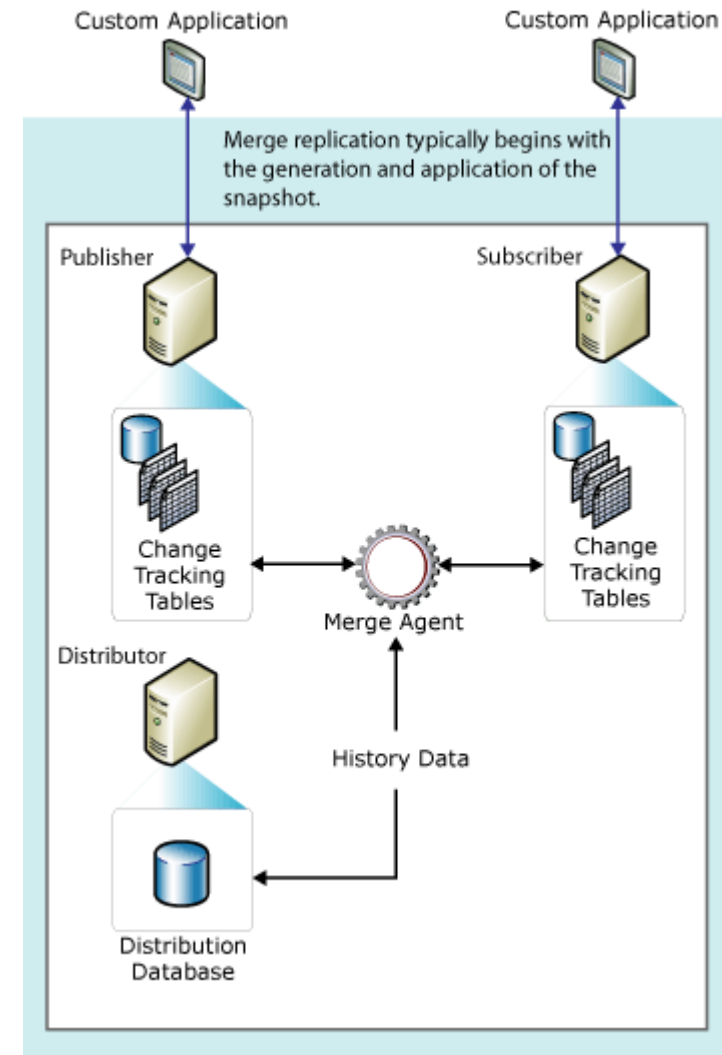 Custom Application
Custom Application
Merge replication typically begins with
the generation and application of the
snapshot.
Publisher
Subscriber
Change
Tracking
Tables
Change
Tracking
Tables
Merge Agent
Distributor
History Data
Distribution
Database